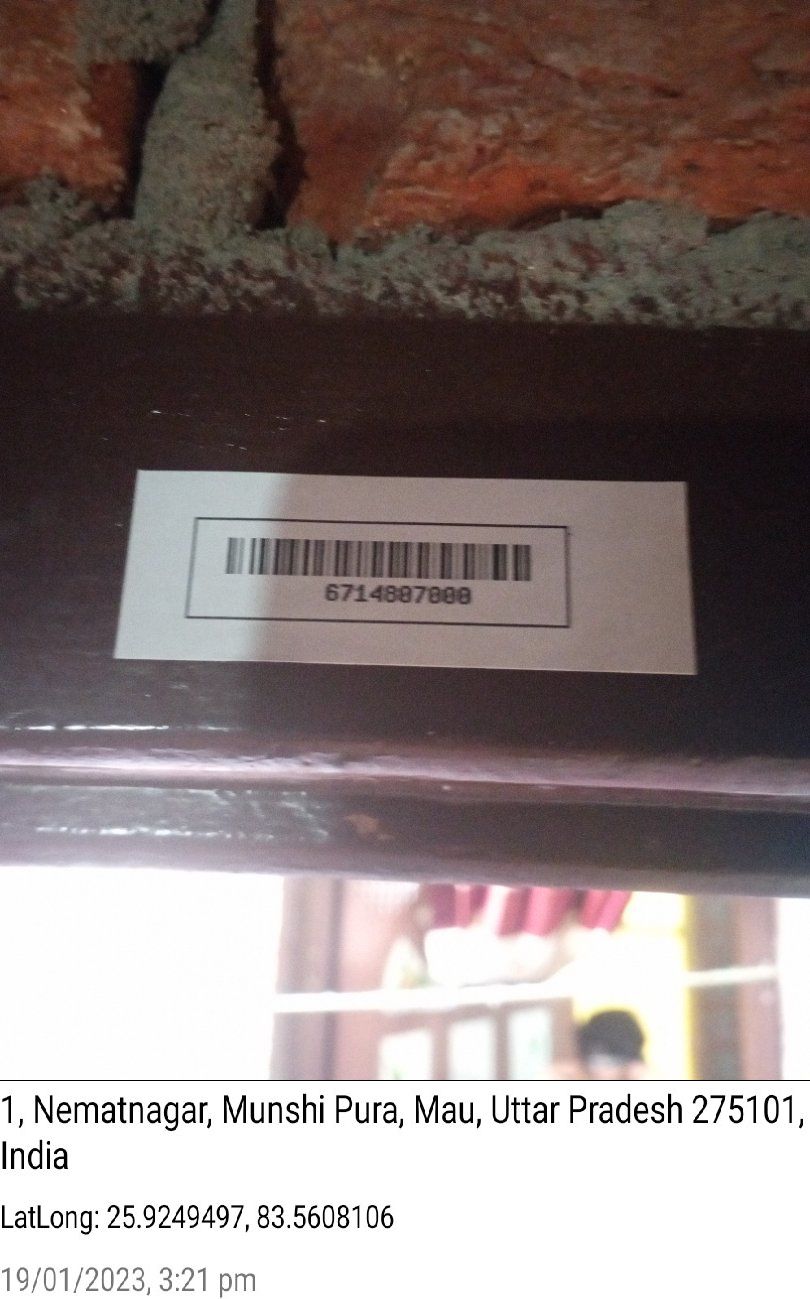 6714807000
1, Nematnagar, Munshi Pura, Mau, Uttar Pradesh 275101,
India
LatLong: 25.9249497, 83.5608106
19/01/2023, 3:21 pm